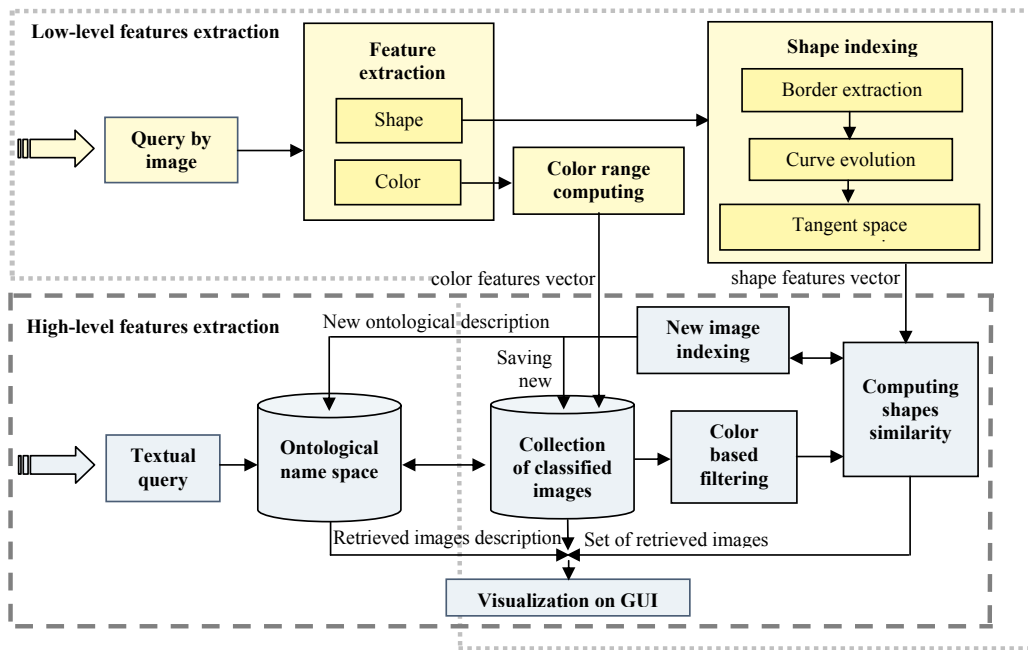 Low-level features extraction
Feature
extraction
Shape
Color
Query by
image
Color range
computing
Shape indexing
Border extraction
Curve evolution
Tangent space
color features vector
shape features vector
High-level features extraction
New ontological description
New image
indexing
Saving
new
Computing
shapes
similarity
Textual
query
Ontological
name space
Collection
of classified
images
Color
based
filtering
Retrieved images description
Set of retrieved images
Visualization on GUI